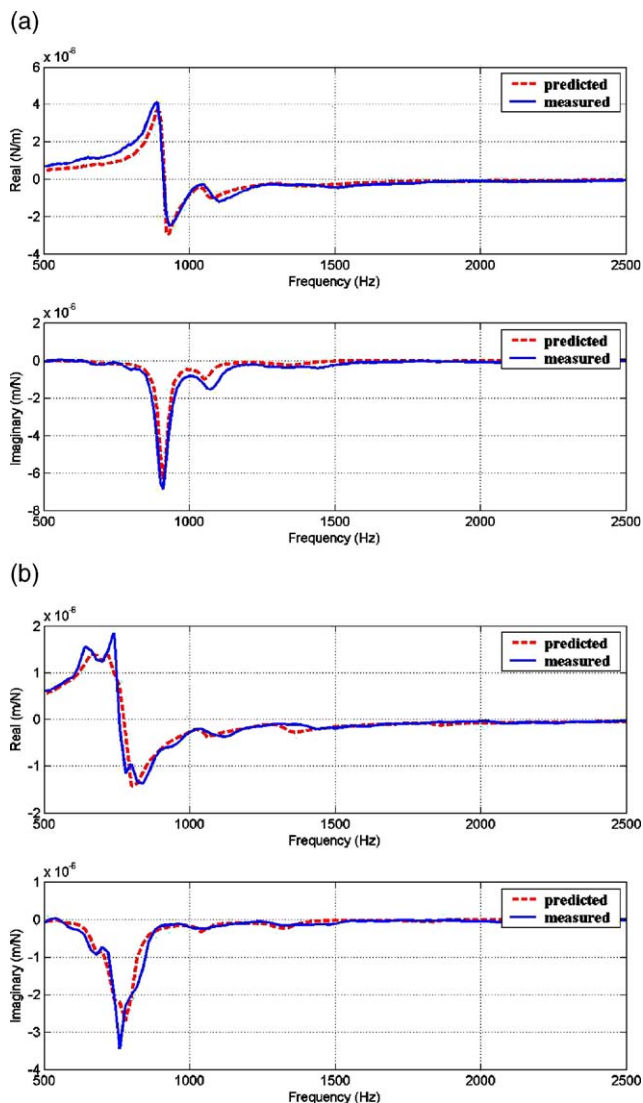 (a)
x 10⁻⁶
6
4
2
0
-2
-4
Real (N/m)
predicted
measured
500 1000 1500 2000 2500
Frequency (Hz)
x 10⁻⁶
2
0
-2
-4
-6
-8
Imaginary (m/N)
predicted
measured
500 1000 1500 2000 2500
Frequency (Hz)
(b)
x 10⁻⁶
2
1
0
-1
-2
Real (m/N)
predicted
measured
500 1000 1500 2000 2500
Frequency (Hz)
x 10⁻⁶
1
0
-1
-2
-3
-4
Imaginary (m/N)
predicted
measured
500 1000 1500 2000 2500
Frequency (Hz)